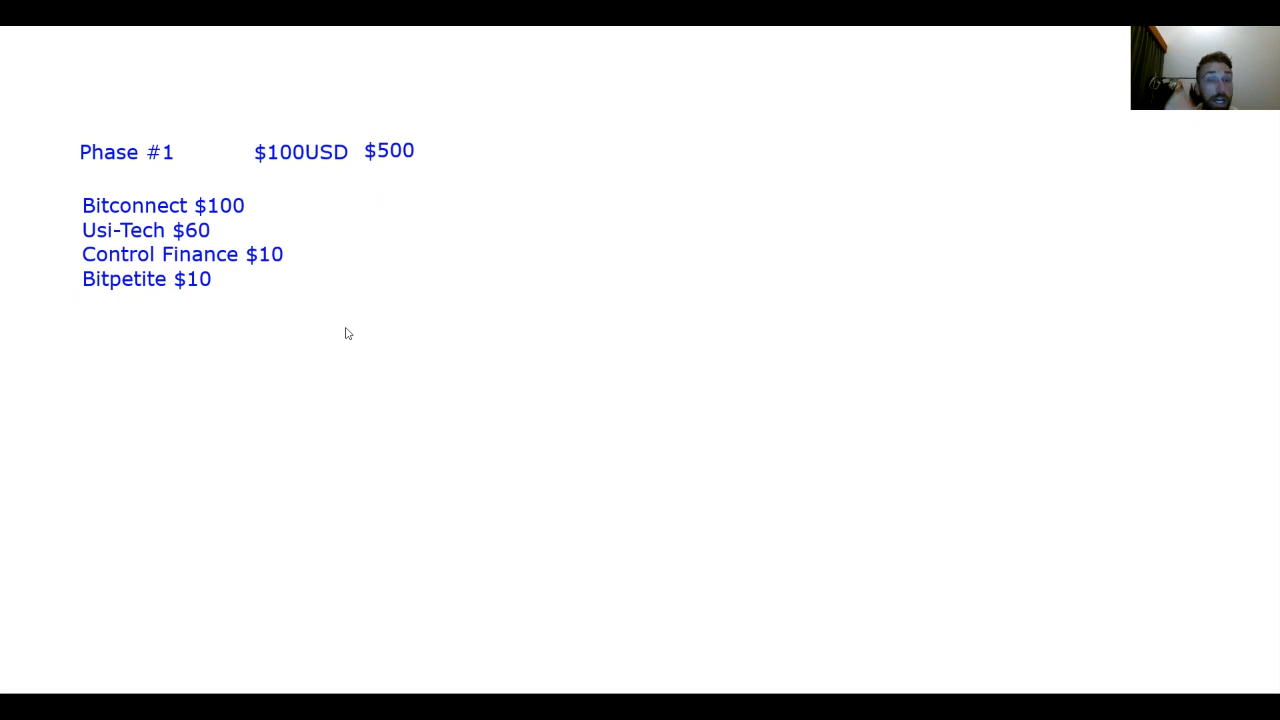 Phase #1 $100USD $500
Bitconnect $100
Usi-Tech $60
Control Finance $10
Bitpetite $10